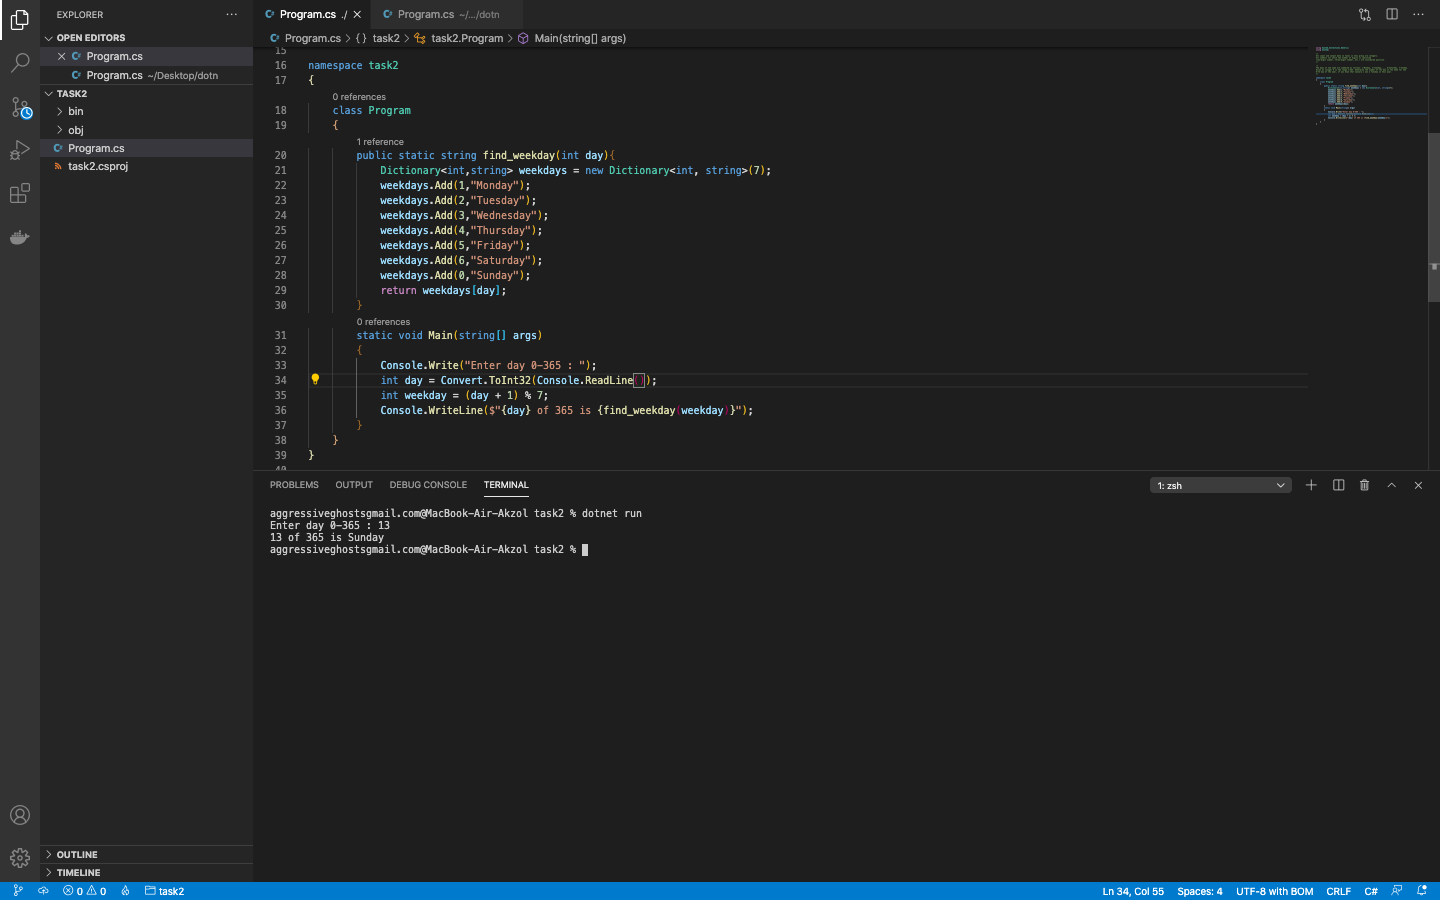 EXPLORER
OPEN EDITORS
Program.cs
Program.cs ~/Desktop/dotn
TASK2
bin
obj
Program.cs
task2.csproj
OUTLINE
TIMELINE
Program.cs ./
Program.cs ~/.../dotn
Program.cs > {} task2 > task2.Program > Main(string[] args)
15
16 namespace task2
17 {
0 references
18 class Program
19 {
1 reference
20 public static string find_weekday(int day){
21 Dictionary<int,string> weekdays = new Dictionary<int, string>(7);
22 weekdays.Add(1,"Monday");
23 weekdays.Add(2,"Tuesday");
24 weekdays.Add(3,"Wednesday");
25 weekdays.Add(4,"Thursday");
26 weekdays.Add(5,"Friday");
27 weekdays.Add(6,"Saturday");
28 weekdays.Add(0,"Sunday");
29 return weekdays[day];
30 }
0 references
31 static void Main(string[] args)
32 {
33 Console.Write("Enter day 0-365 : ");
34 int day = Convert.ToInt32(Console.ReadLine());
35 int weekday = (day + 1) % 7;
36 Console.WriteLine($"{day} of 365 is {find_weekday(weekday)}");
37 }
38 }
39 }
40
PROBLEMS OUTPUT DEBUG CONSOLE TERMINAL
1: zsh
aggressiveghostsgmail.com@MacBook-Air-Akzol task2 % dotnet run
Enter day 0-365 : 13
13 of 365 is Sunday
aggressiveghostsgmail.com@MacBook-Air-Akzol task2 %
0 0 task2
Ln 34, Col 55 Spaces: 4 UTF-8 with BOM CRLF C#